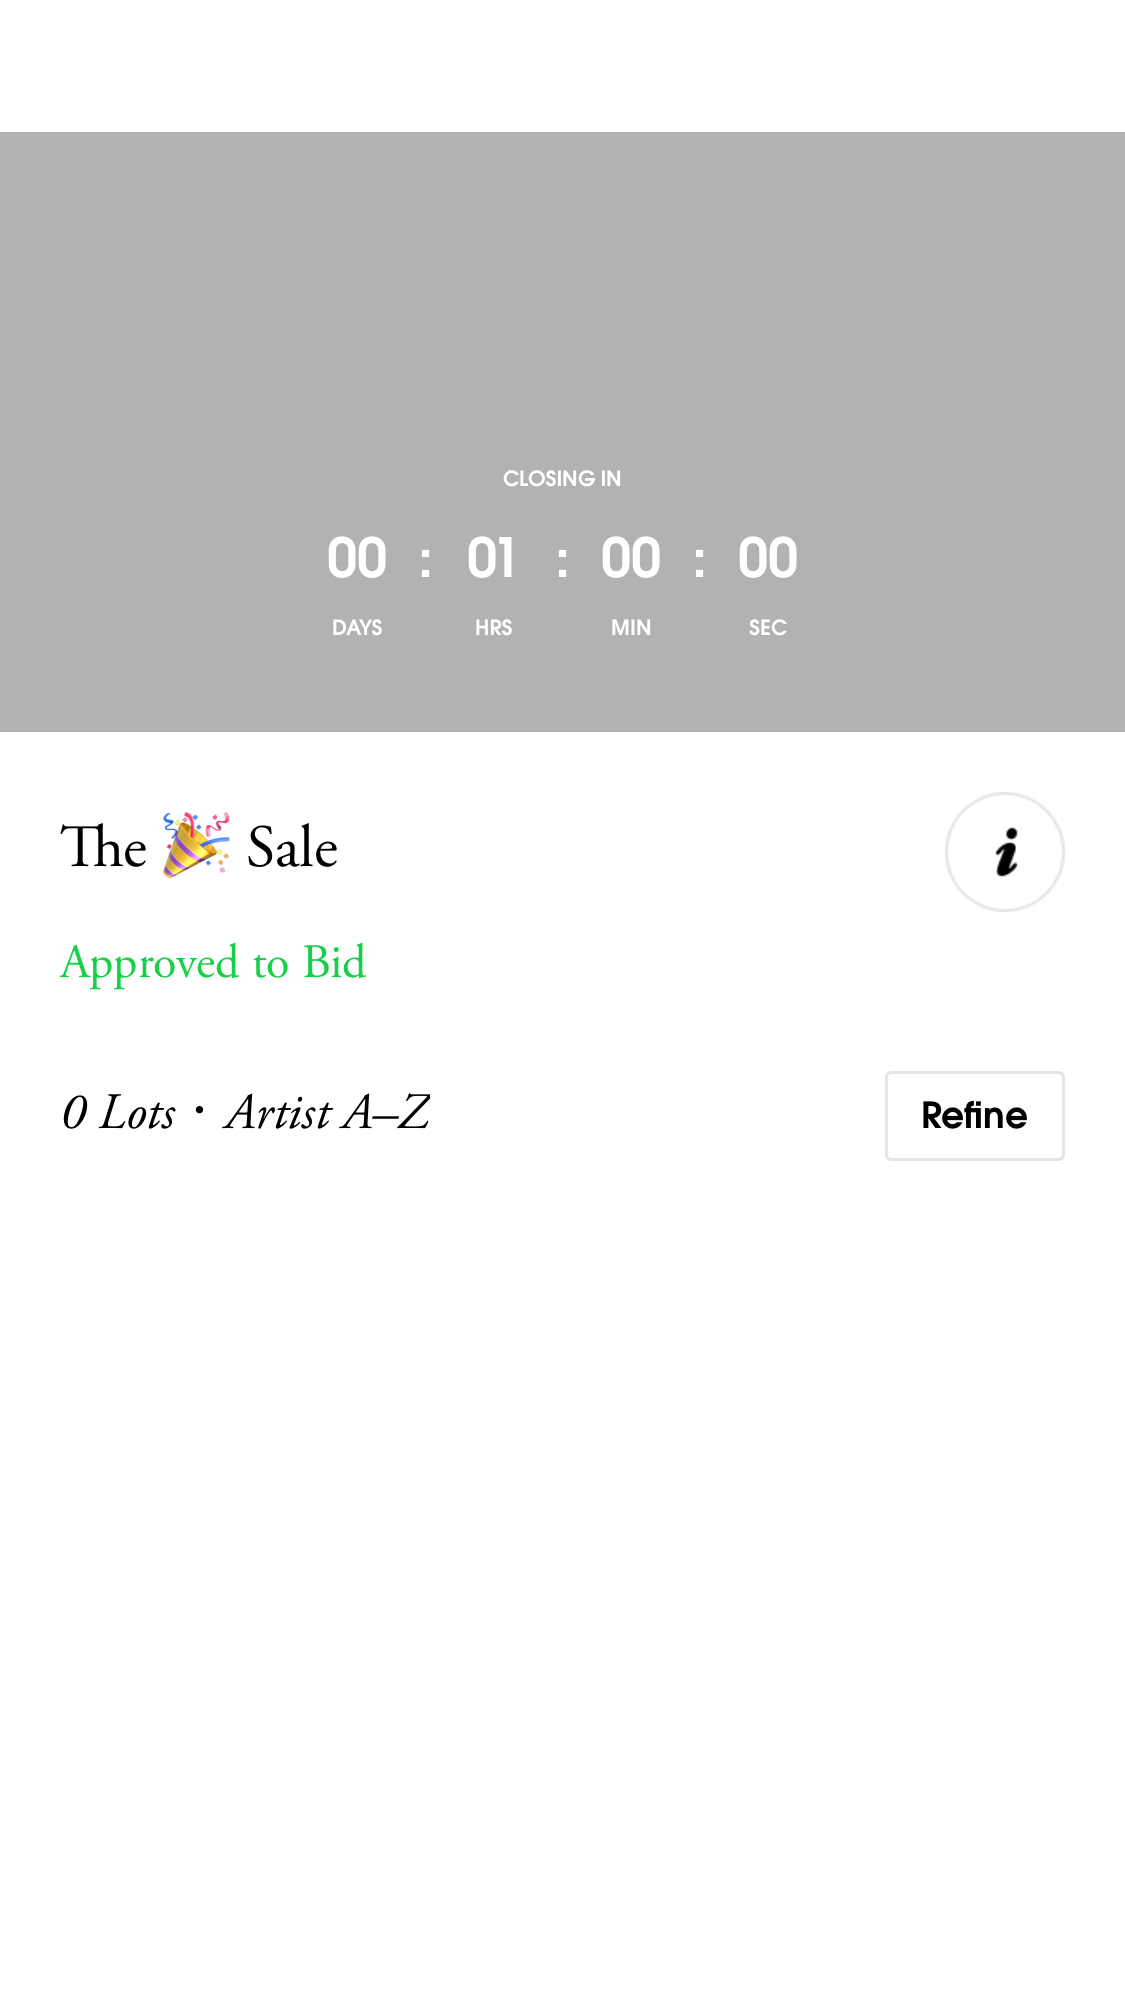 CLOSING IN
00 : 01 : 00 : 00
DAYS HRS MIN SEC
The 🎉 Sale
i
Approved to Bid
0 Lots • Artist A–Z
Refine